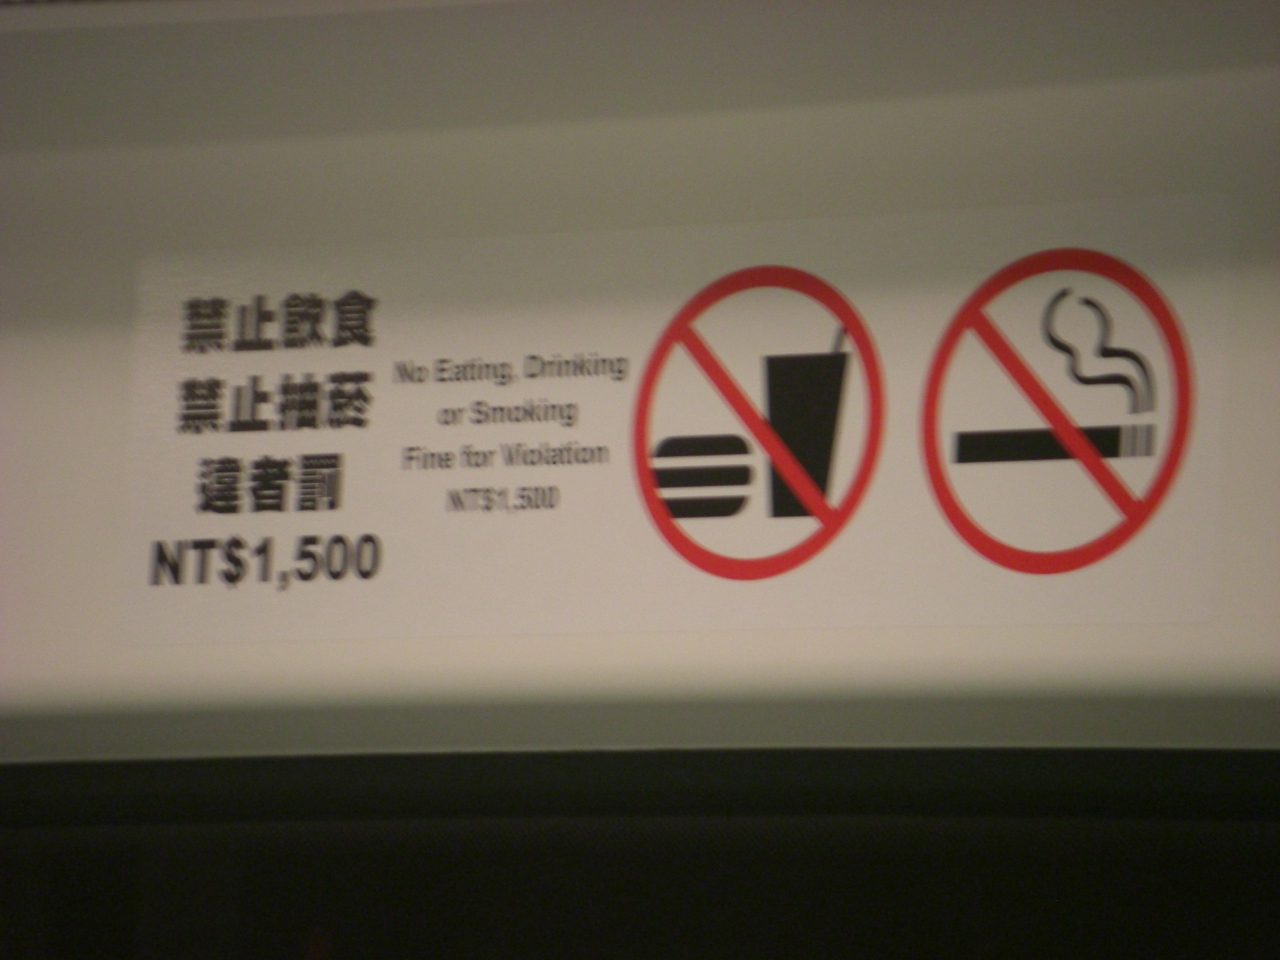 禁止飲食
禁止抽菸
違者罰
NT$1,500
No Eating, Drinking
or Smoking
Fine for Violation
NT$1,500